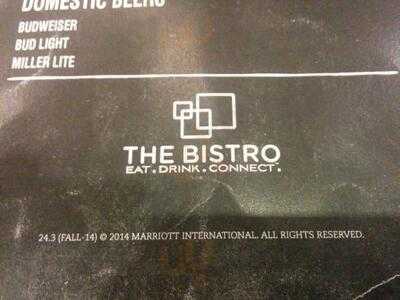 DOMESTIC BEERS
BUDWEISER
BUD LIGHT
MILLER LITE
THE BISTRO
EAT. DRINK. CONNECT.
24.3 (FALL-14) © 2014 MARRIOTT INTERNATIONAL. ALL RIGHTS RESERVED.